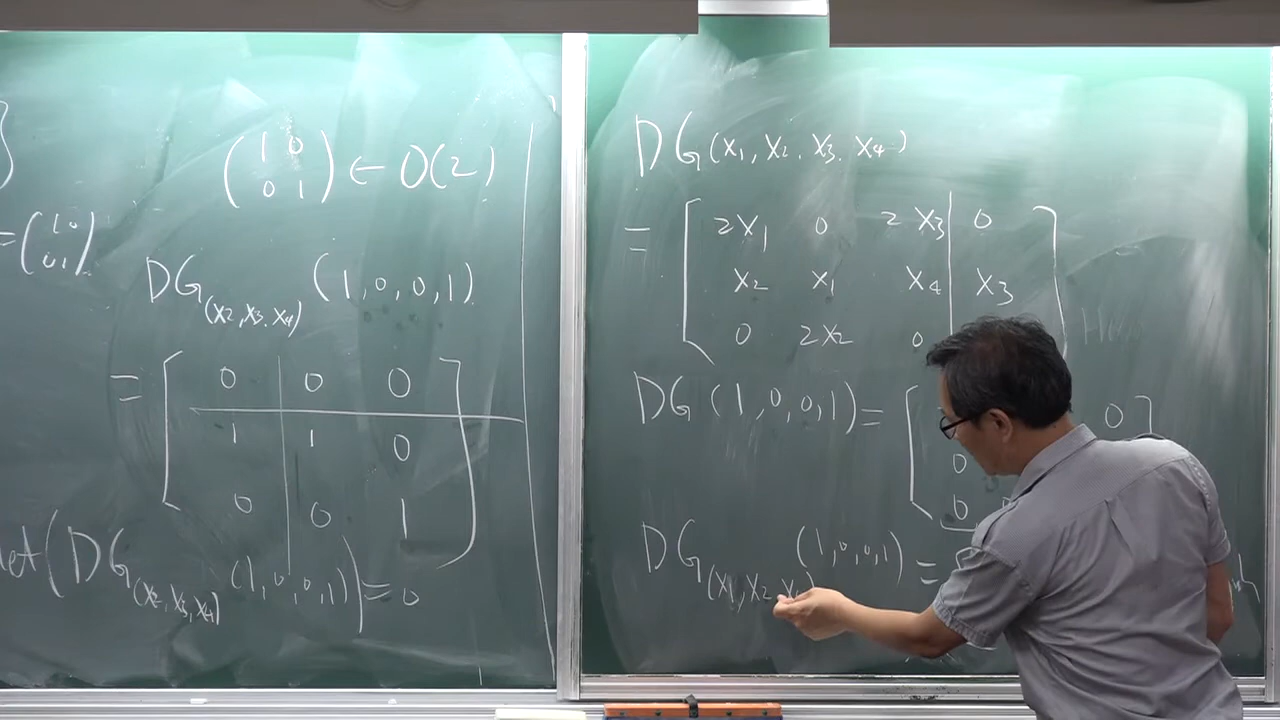 }
(1 0
0 1) ∈ O(2)
= (1 0
0 1)
DG(x2, x3, x4) (1, 0, 0, 1)
= [ 0 0 0
1 1 0
0 0 1 ]
det(DG(x2, x3, x4) (1, 0, 0, 1)) = 0
DG(x1, x2, x3, x4)
= [ 2x1 0 2x3 0
x2 x1 x4 x3
0 2x2 0
DG(1, 0, 0, 1) = [ 0 ]
0
0
DG(x1, x2, (1, 0, 0, 1) =